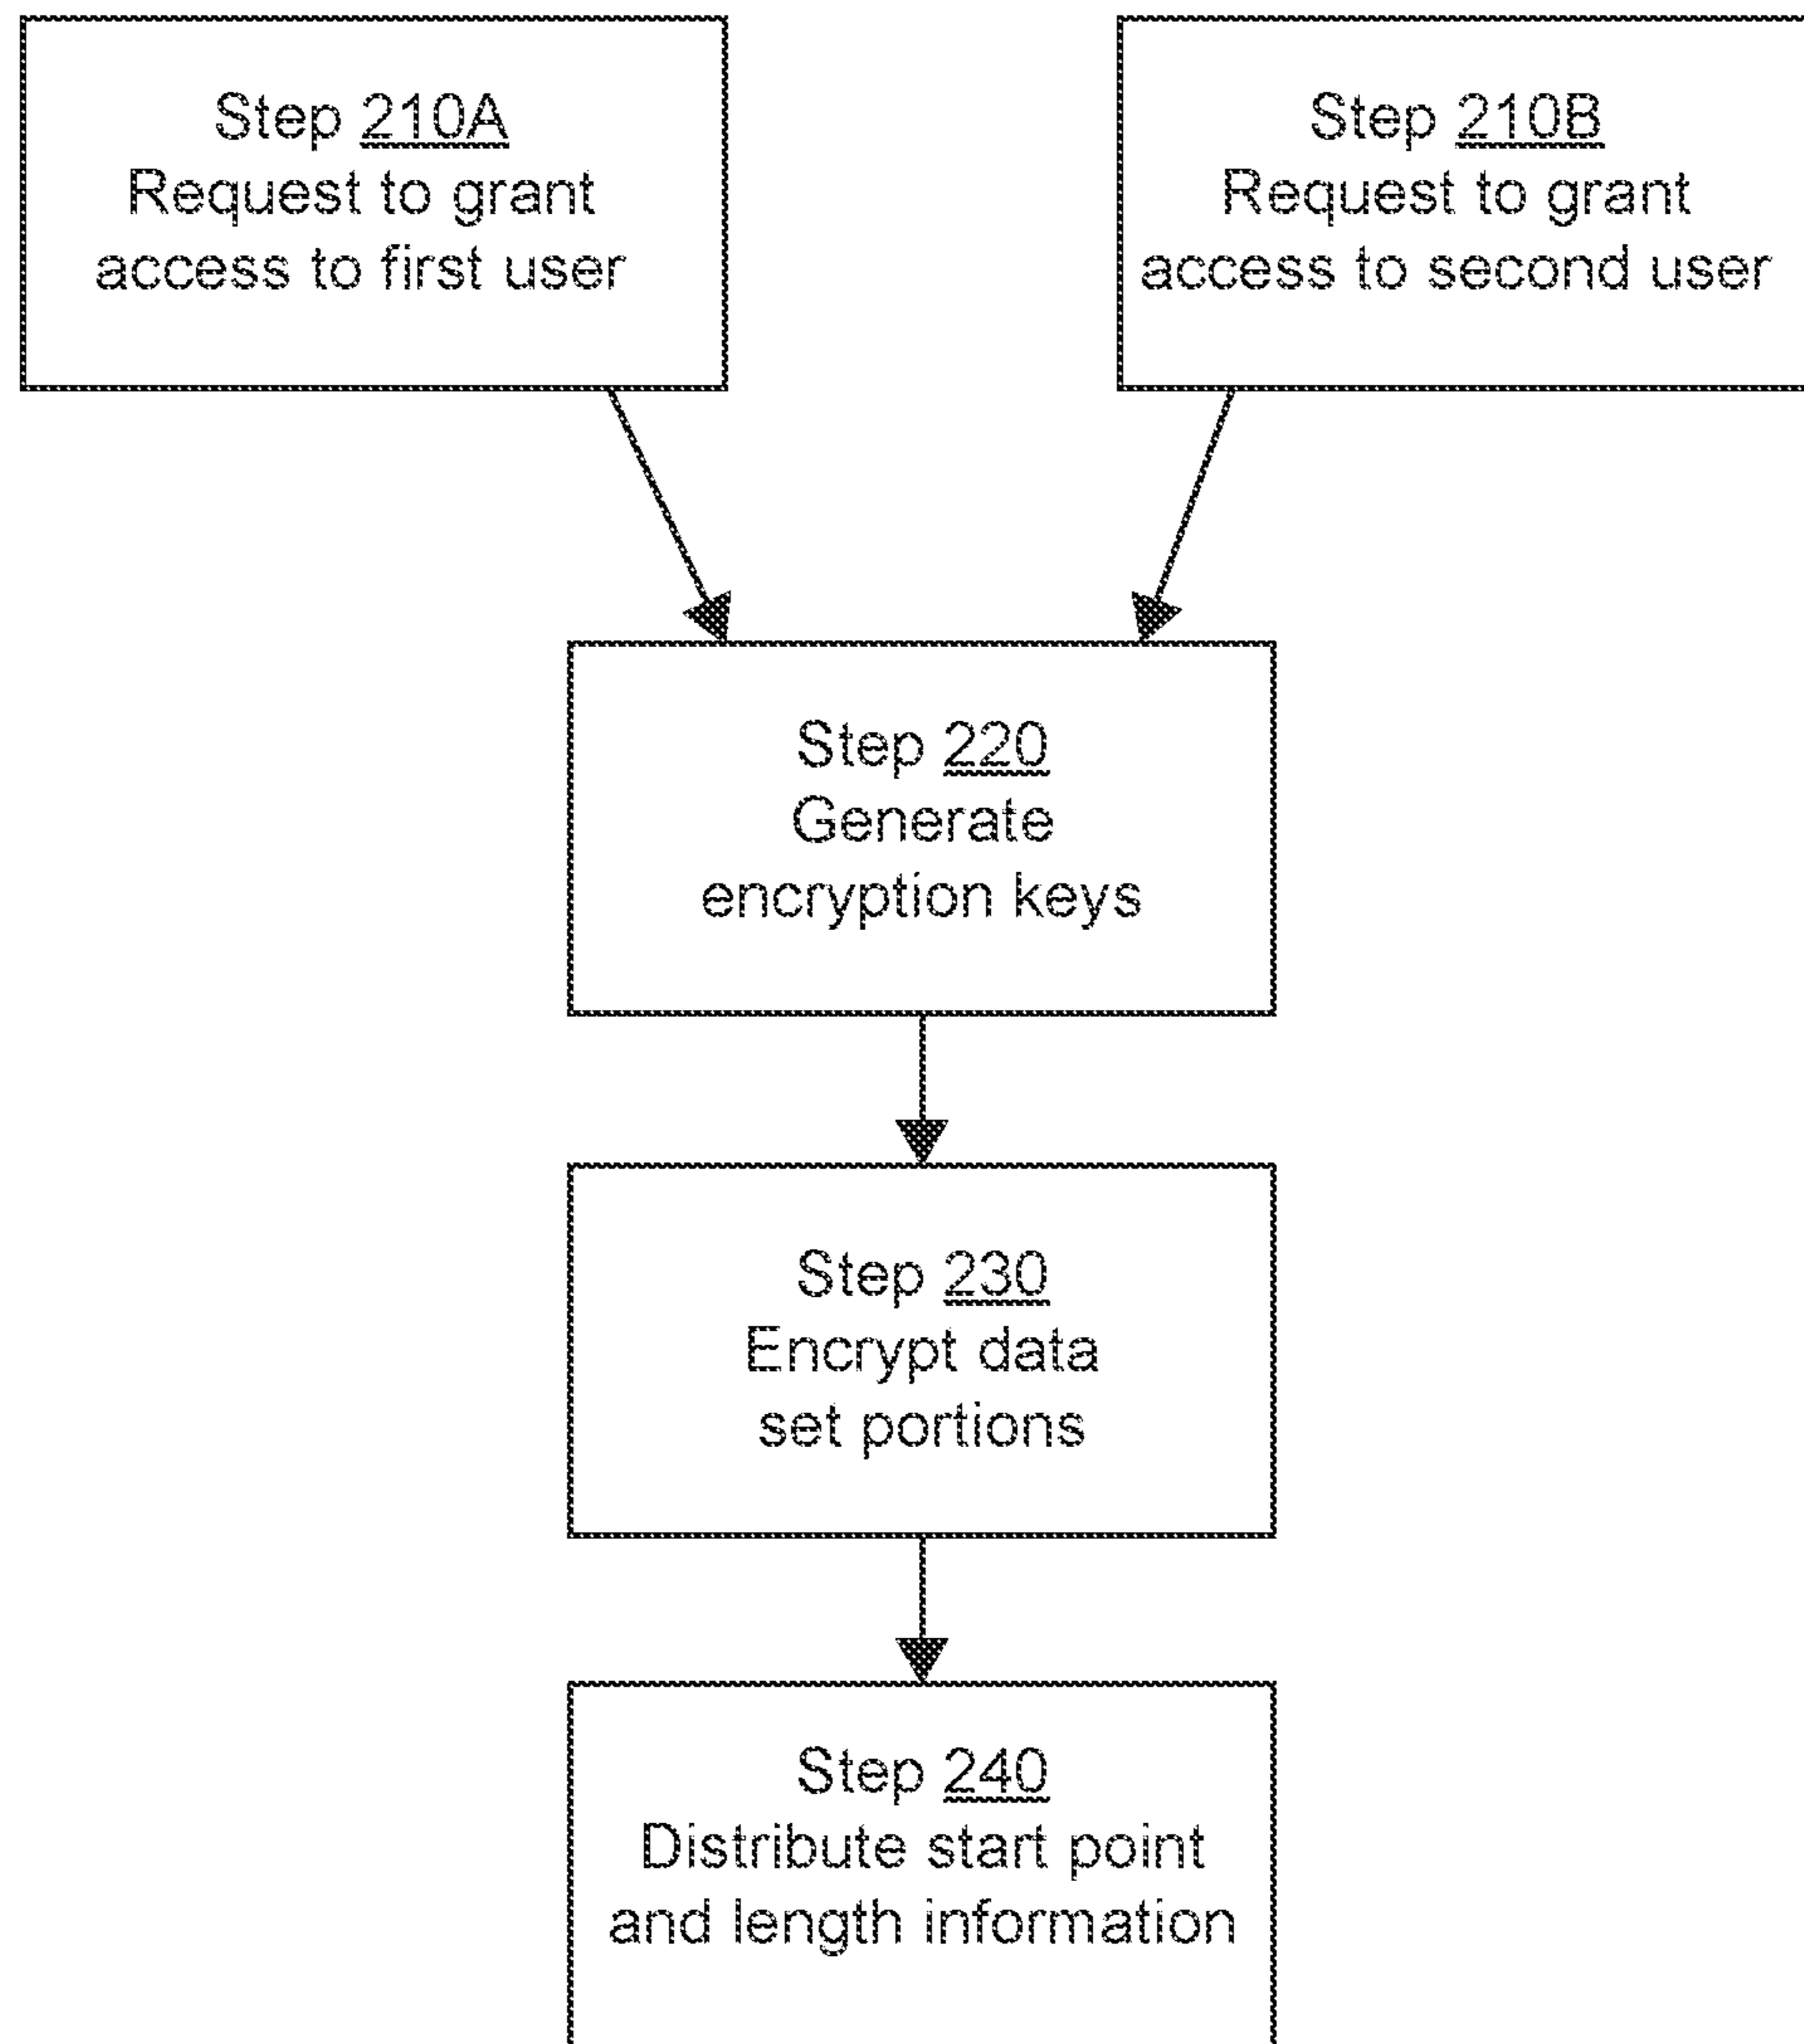 Step 210A
Request to grant
access to first user
Step 210B
Request to grant
access to second user
Step 220
Generate
encryption keys
Step 230
Encrypt data
set portions
Step 240
Distribute start point
and length information